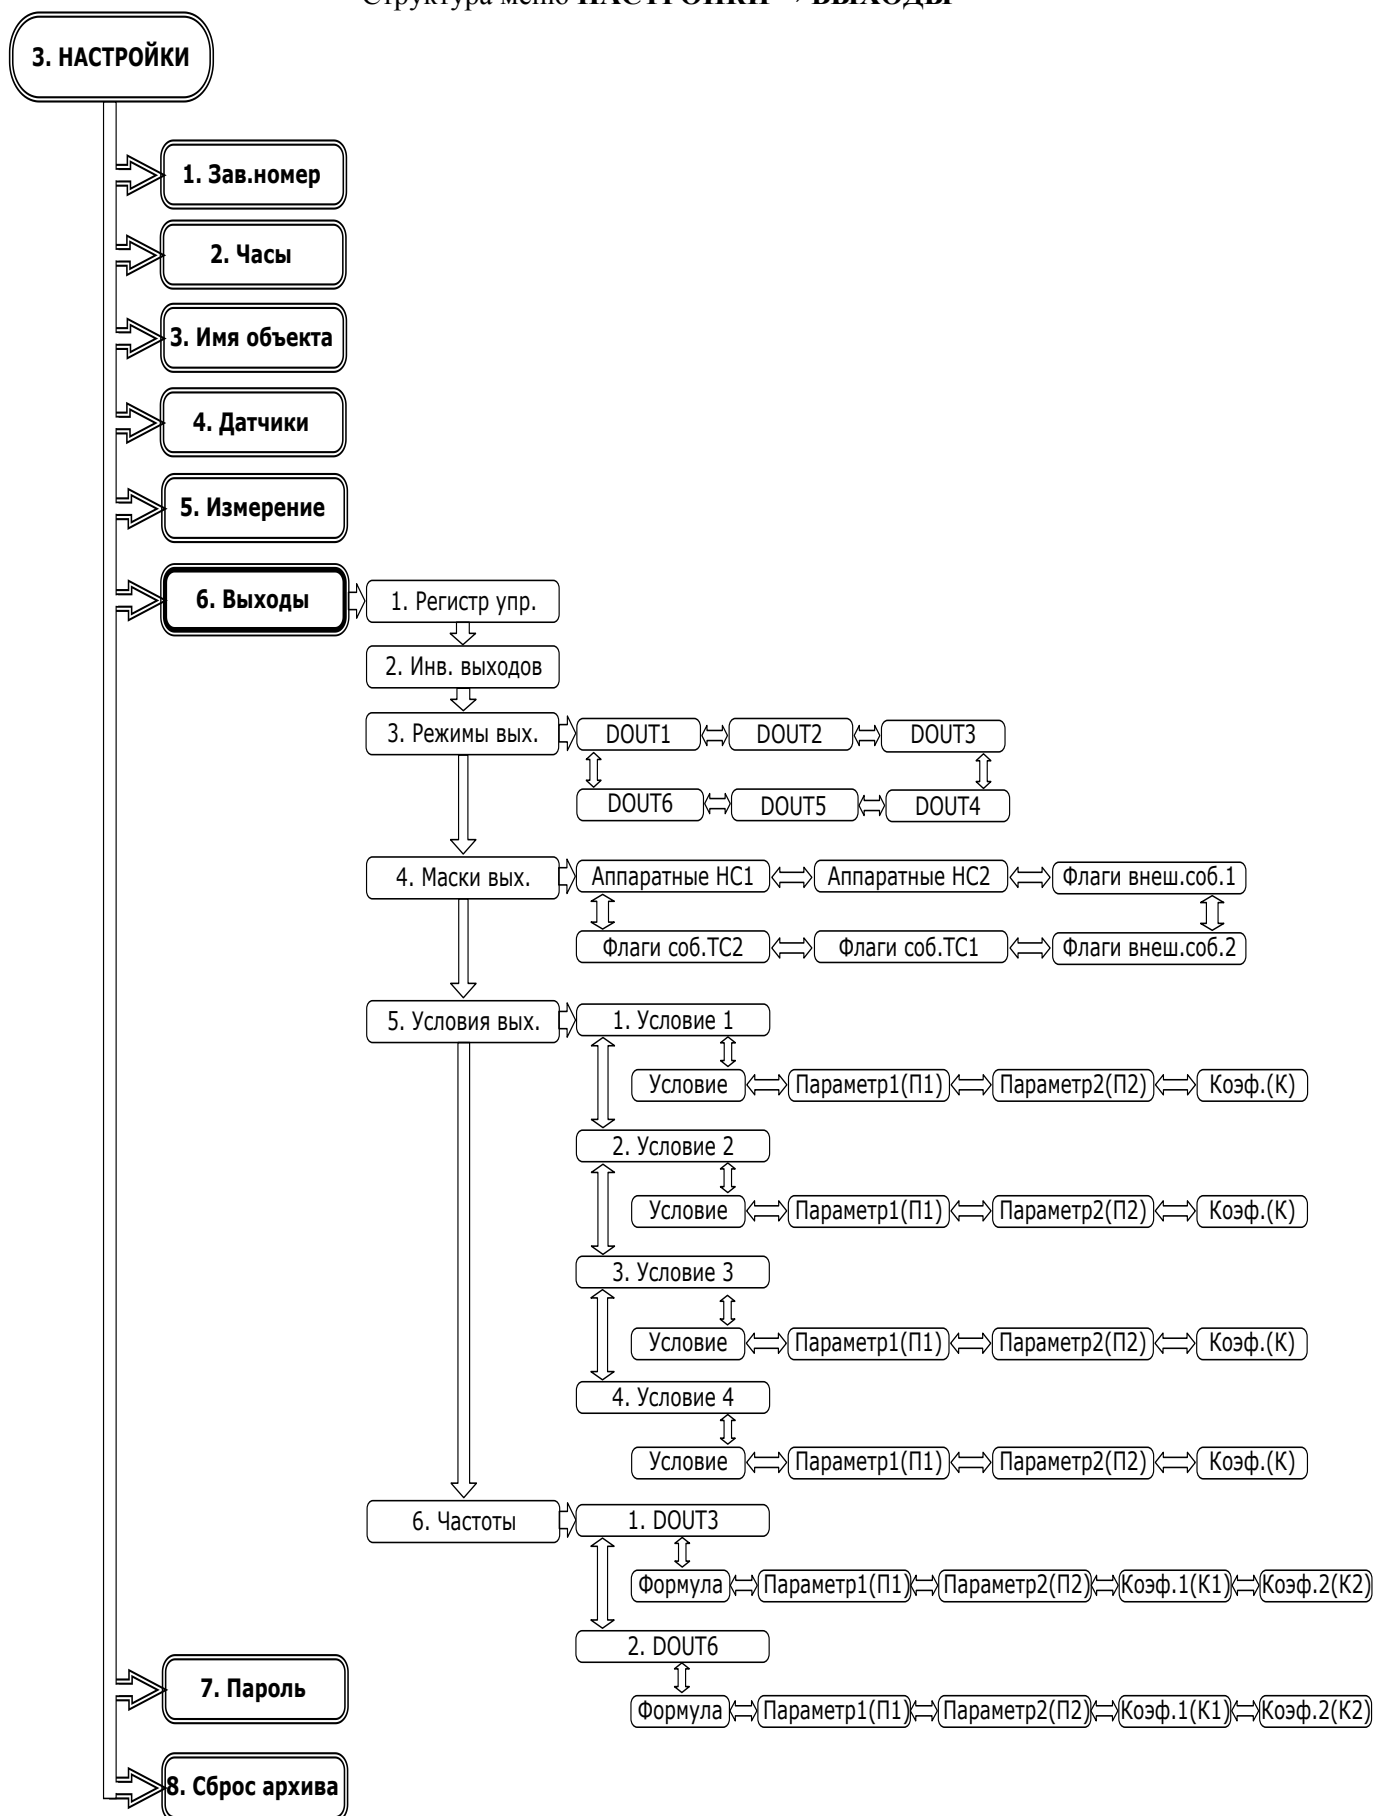 Структура меню НАСТРОЙКИ → ВЫХОДЫ
3. НАСТРОЙКИ
1. Зав.номер
2. Часы
3. Имя объекта
4. Датчики
5. Измерение
6. Выходы
1. Регистр упр.
2. Инв. выходов
3. Режимы вых.
DOUT1 DOUT2 DOUT3
DOUT6 DOUT5 DOUT4
4. Маски вых.
Аппаратные НС1 Аппаратные НС2 Флаги внеш.соб.1
Флаги соб.ТС2 Флаги соб.ТС1 Флаги внеш.соб.2
5. Условия вых.
1. Условие 1
Условие Параметр1(П1) Параметр2(П2) Коэф.(К)
2. Условие 2
Условие Параметр1(П1) Параметр2(П2) Коэф.(К)
3. Условие 3
Условие Параметр1(П1) Параметр2(П2) Коэф.(К)
4. Условие 4
Условие Параметр1(П1) Параметр2(П2) Коэф.(К)
6. Частоты
1. DOUT3
Формула Параметр1(П1) Параметр2(П2) Коэф.1(К1) Коэф.2(К2)
2. DOUT6
Формула Параметр1(П1) Параметр2(П2) Коэф.1(К1) Коэф.2(К2)
7. Пароль
8. Сброс архива